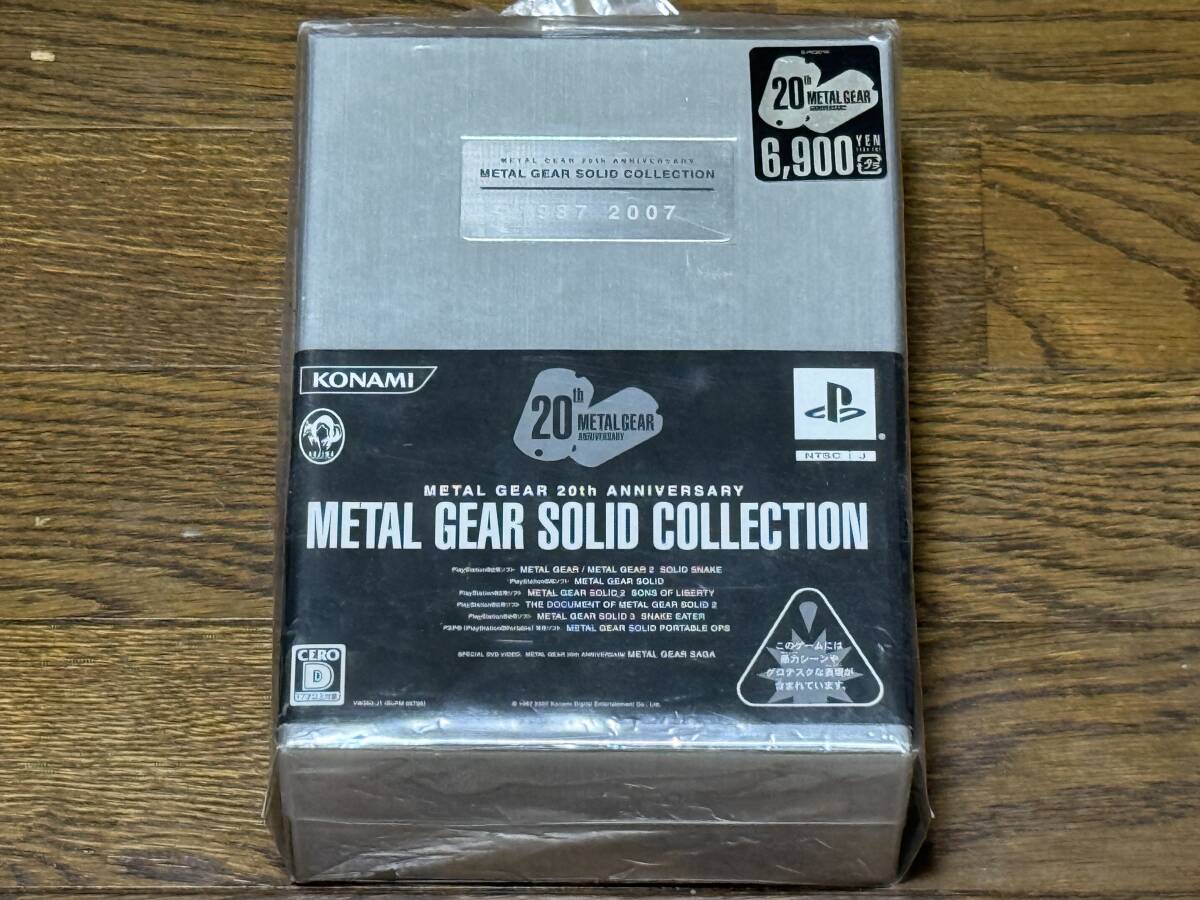 20th
METAL GEAR
6,900 YEN
METAL GEAR 20th ANNIVERSARY
METAL GEAR SOLID COLLECTION
1987 2007
KONAMI
20th
METAL GEAR
ANNIVERSARY
NTSC J
METAL GEAR 20th ANNIVERSARY
METAL GEAR SOLID COLLECTION
METAL GEAR / METAL GEAR 2 SOLID SNAKE
METAL GEAR SOLID
METAL GEAR SOLID 2 SONS OF LIBERTY
THE DOCUMENT OF METAL GEAR SOLID 2
METAL GEAR SOLID 3 SNAKE EATER
METAL GEAR SOLID PORTABLE OPS
SPECIAL DVD VIDEO: METAL GEAR 20th ANNIVERSARY METAL GEAR SAGA
このゲームには
暴力シーンや
グロテスクな表現が
含まれています。
CERO
D
© 1987 2007 Konami Digital Entertainment Co., Ltd.